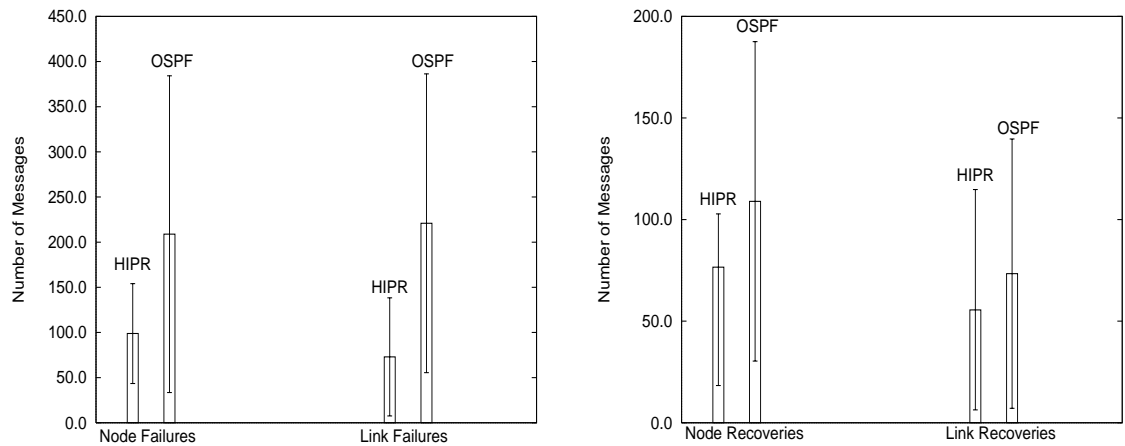 450.0
400.0
350.0
300.0
250.0
200.0
150.0
100.0
50.0
0.0
Number of Messages
OSPF
OSPF
HIPR
HIPR
Node Failures
Link Failures
200.0
150.0
100.0
50.0
0.0
Number of Messages
OSPF
OSPF
HIPR
HIPR
Node Recoveries
Link Recoveries